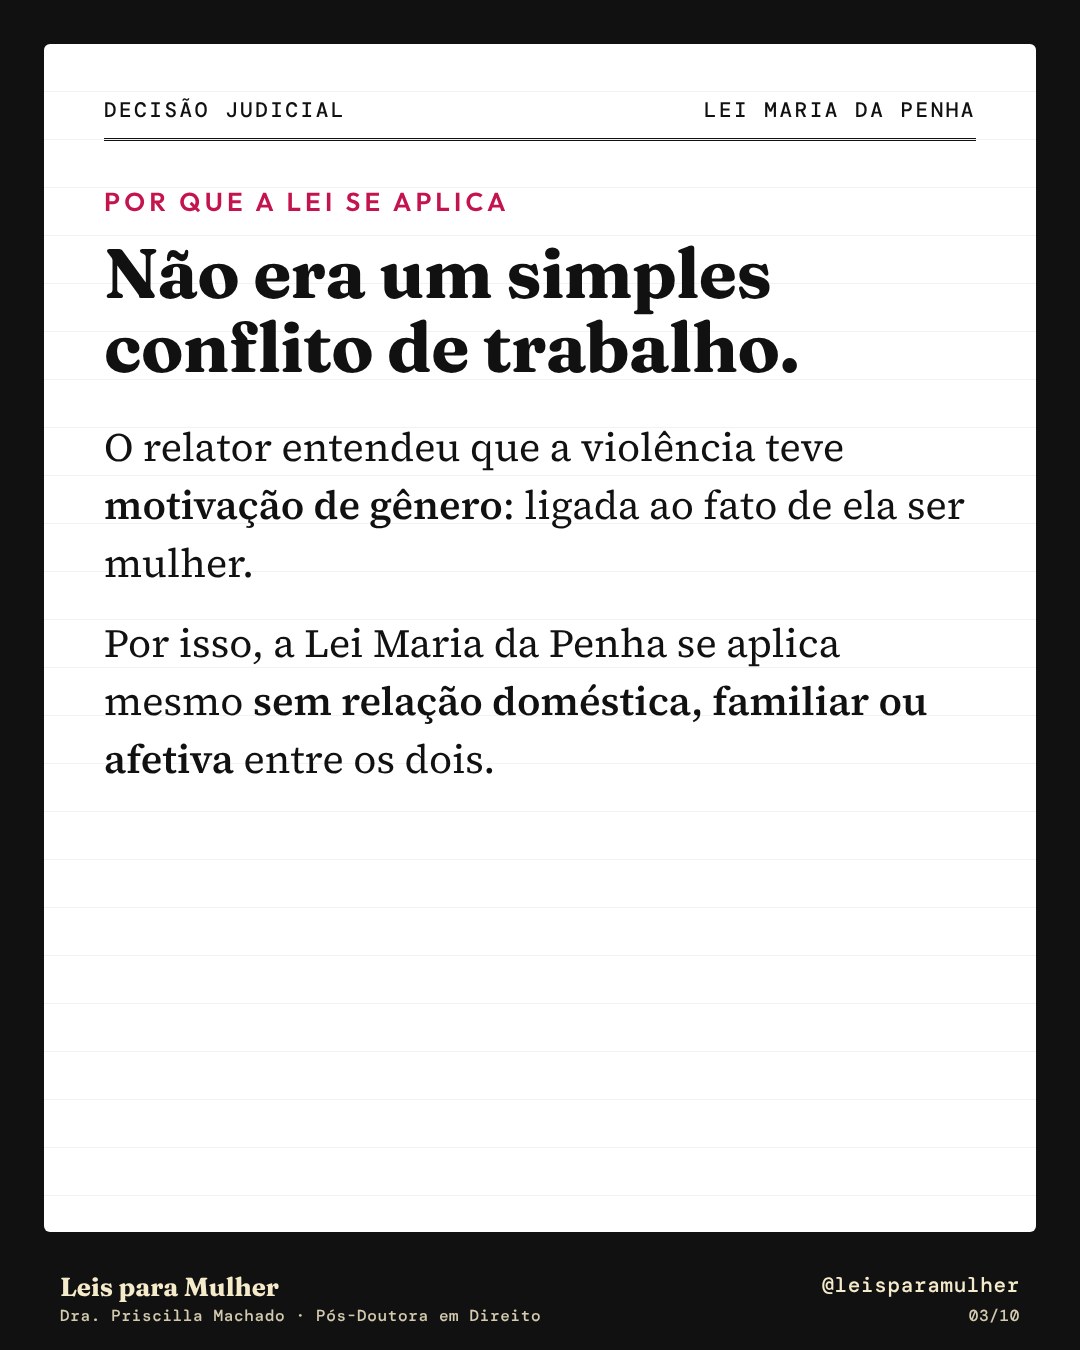 DECISÃO JUDICIAL
LEI MARIA DA PENHA
POR QUE A LEI SE APLICA
Não era um simples
conflito de trabalho.
O relator entendeu que a violência teve
motivação de gênero: ligada ao fato de ela ser
mulher.
Por isso, a Lei Maria da Penha se aplica
mesmo sem relação doméstica, familiar ou
afetiva entre os dois.
Leis para Mulher
@leisparamulher
Dra. Priscilla Machado · Pós-Doutora em Direito
03/10